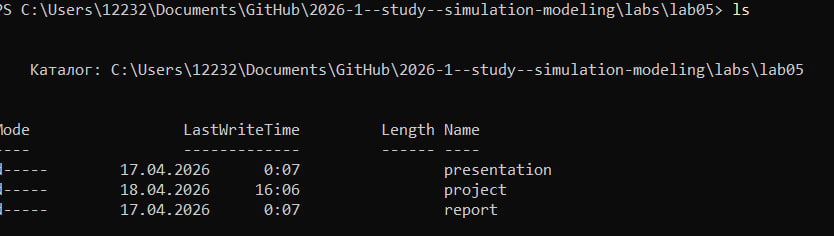 PS C:\Users\12232\Documents\GitHub\2026-1--study--simulation-modeling\labs\lab05> ls
Каталог: C:\Users\12232\Documents\GitHub\2026-1--study--simulation-modeling\labs\lab05
Mode LastWriteTime Length Name
---- ------------- ------ ----
d----- 17.04.2026 0:07 presentation
d----- 18.04.2026 16:06 project
d----- 17.04.2026 0:07 report